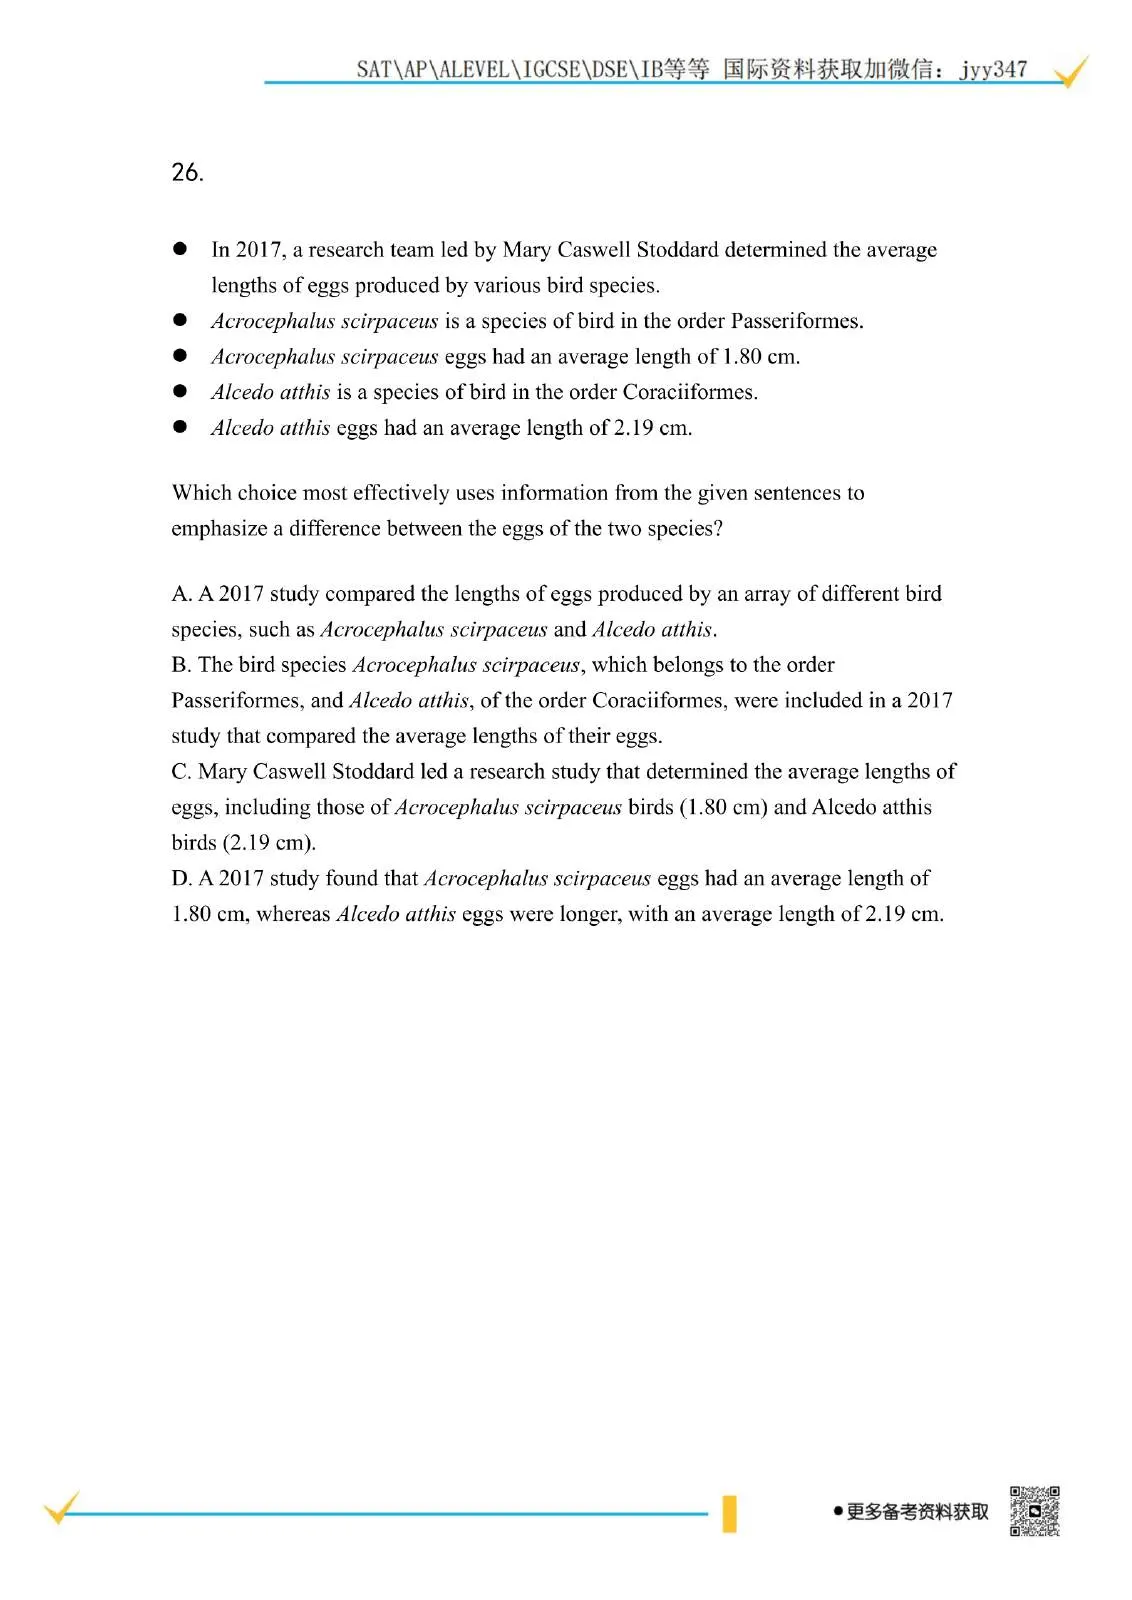 SAT\AP\ALEVEL\IGCSE\DSE\IB等等 国际资料获取加微信：jyy347
26.
● In 2017, a research team led by Mary Caswell Stoddard determined the average
lengths of eggs produced by various bird species.
● Acrocephalus scirpaceus is a species of bird in the order Passeriformes.
● Acrocephalus scirpaceus eggs had an average length of 1.80 cm.
● Alcedo atthis is a species of bird in the order Coraciiformes.
● Alcedo atthis eggs had an average length of 2.19 cm.
Which choice most effectively uses information from the given sentences to
emphasize a difference between the eggs of the two species?
A. A 2017 study compared the lengths of eggs produced by an array of different bird
species, such as Acrocephalus scirpaceus and Alcedo atthis.
B. The bird species Acrocephalus scirpaceus, which belongs to the order
Passeriformes, and Alcedo atthis, of the order Coraciiformes, were included in a 2017
study that compared the average lengths of their eggs.
C. Mary Caswell Stoddard led a research study that determined the average lengths of
eggs, including those of Acrocephalus scirpaceus birds (1.80 cm) and Alcedo atthis
birds (2.19 cm).
D. A 2017 study found that Acrocephalus scirpaceus eggs had an average length of
1.80 cm, whereas Alcedo atthis eggs were longer, with an average length of 2.19 cm.
●更多备考资料获取